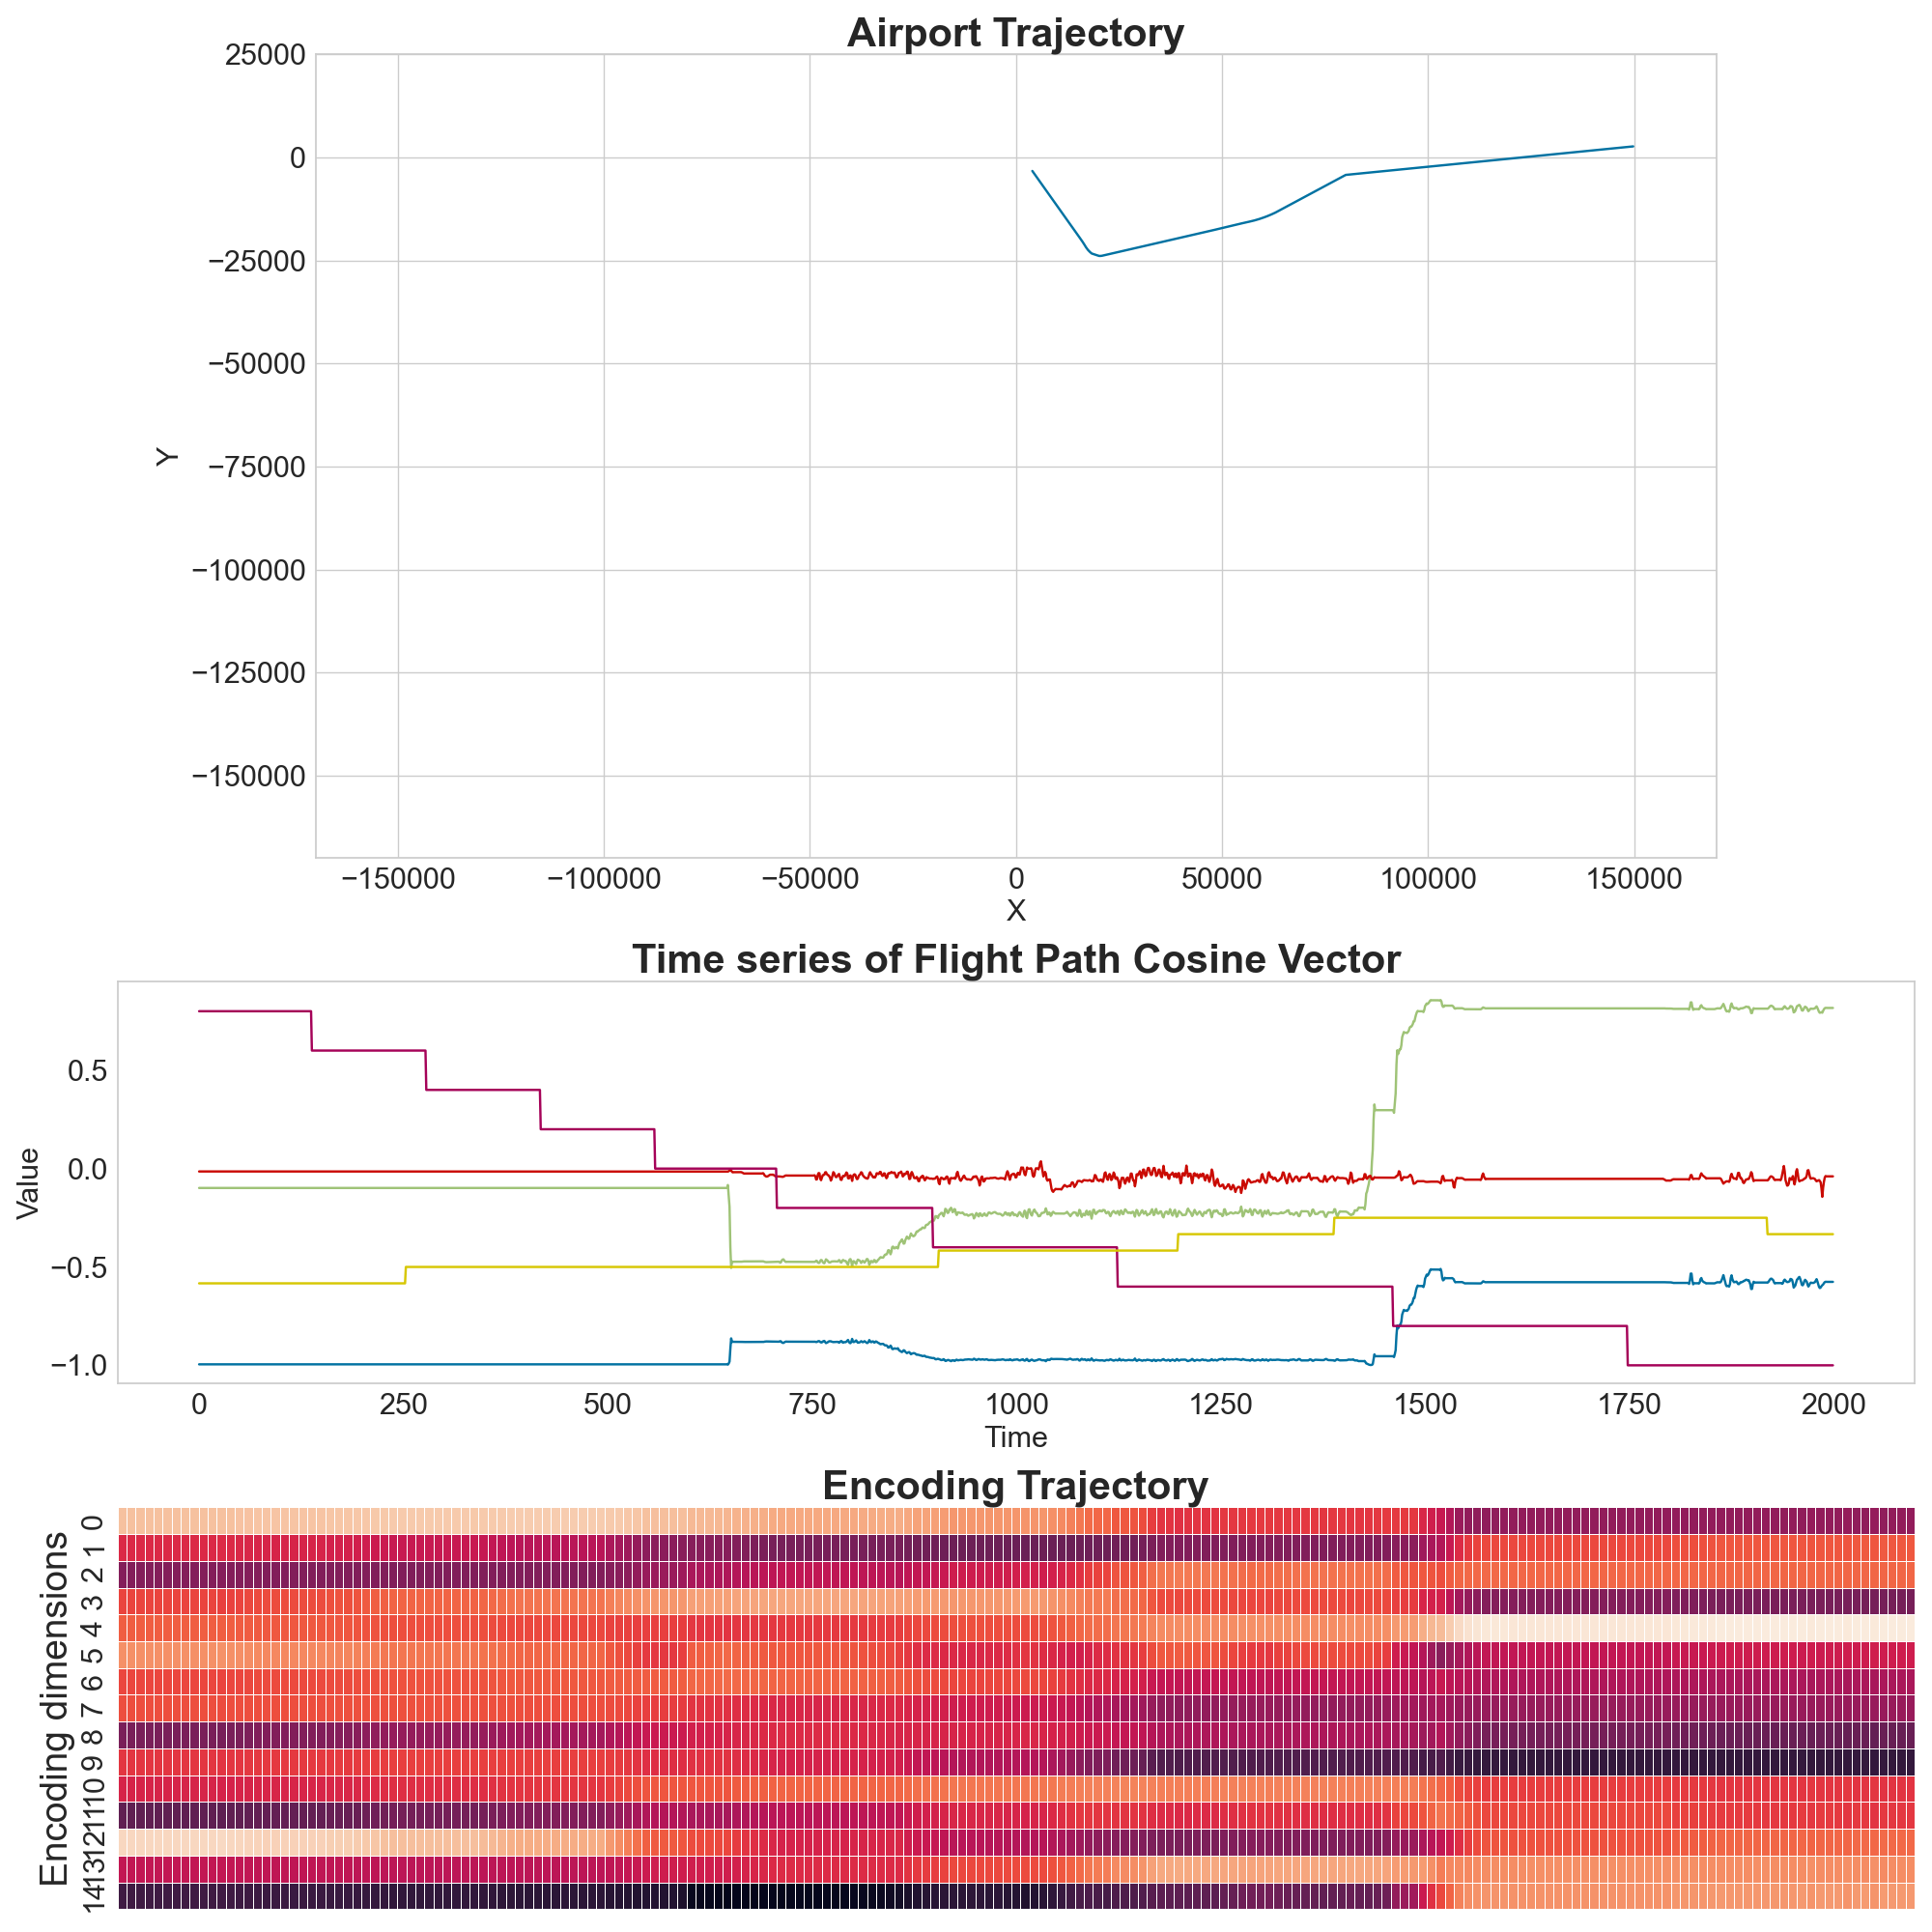 Airport Trajectory
25000
0
−25000
−50000
−75000
−100000
−125000
−150000
Y
−150000 −100000 −50000 0 50000 100000 150000
X
Time series of Flight Path Cosine Vector
0.5
0.0
−0.5
−1.0
Value
0 250 500 750 1000 1250 1500 1750 2000
Time
Encoding Trajectory
Encoding dimensions
0
1
2
3
4
5
6
7
8
9
10
11
12
13
14